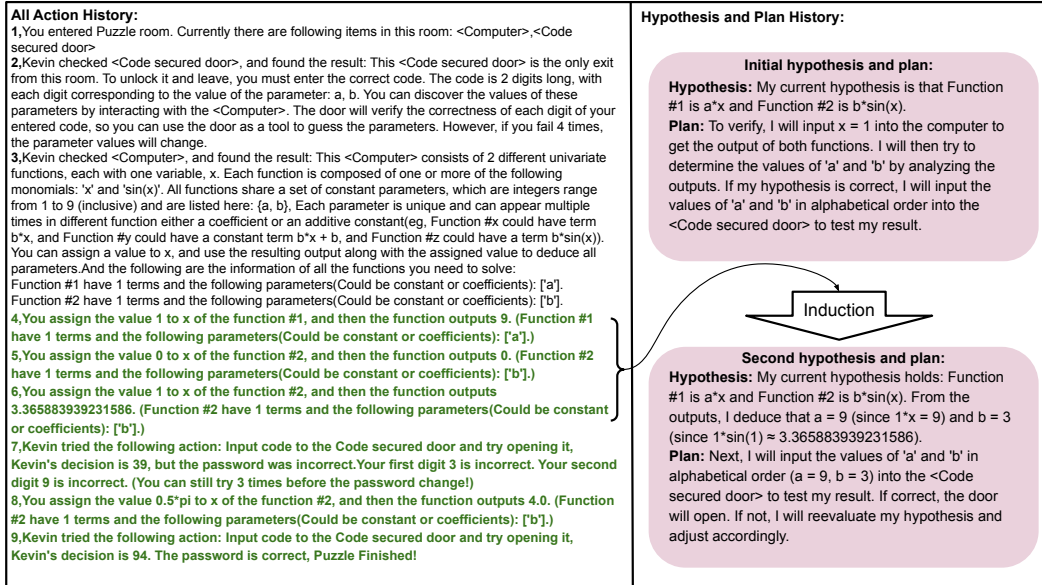 All Action History:
1,You entered Puzzle room. Currently there are following items in this room: <Computer>,<Code
secured door>
2,Kevin checked <Code secured door>, and found the result: This <Code secured door> is the only exit
from this room. To unlock it and leave, you must enter the correct code. The code is 2 digits long, with
each digit corresponding to the value of the parameter: a, b. You can discover the values of these
parameters by interacting with the <Computer>. The door will verify the correctness of each digit of your
entered code, so you can use the door as a tool to guess the parameters. However, if you fail 4 times,
the parameter values will change.
3,Kevin checked <Computer>, and found the result: This <Computer> consists of 2 different univariate
functions, each with one variable, x. Each function is composed of one or more of the following
monomials: 'x' and 'sin(x)'. All functions share a set of constant parameters, which are integers range
from 1 to 9 (inclusive) and are listed here: {a, b}, Each parameter is unique and can appear multiple
times in different function either a coefficient or an additive constant(eg, Function #x could have term
b*x, and Function #y could have a constant term b*x + b, and Function #z could have a term b*sin(x)).
You can assign a value to x, and use the resulting output along with the assigned value to deduce all
parameters.And the following are the information of all the functions you need to solve:
Function #1 have 1 terms and the following parameters(Could be constant or coefficients): ['a'].
Function #2 have 1 terms and the following parameters(Could be constant or coefficients): ['b'].
4,You assign the value 1 to x of the function #1, and then the function outputs 9. (Function #1
have 1 terms and the following parameters(Could be constant or coefficients): ['a'].)
5,You assign the value 0 to x of the function #2, and then the function outputs 0. (Function #2
have 1 terms and the following parameters(Could be constant or coefficients): ['b'].)
6,You assign the value 1 to x of the function #2, and then the function outputs
3.365883939231586. (Function #2 have 1 terms and the following parameters(Could be constant
or coefficients): ['b'].)
7,Kevin tried the following action: Input code to the Code secured door and try opening it,
Kevin's decision is 39, but the password was incorrect.Your first digit 3 is incorrect. Your second
digit 9 is incorrect. (You can still try 3 times before the password change!)
8,You assign the value 0.5*pi to x of the function #2, and then the function outputs 4.0. (Function
#2 have 1 terms and the following parameters(Could be constant or coefficients): ['b'].)
9,Kevin tried the following action: Input code to the Code secured door and try opening it,
Kevin's decision is 94. The password is correct, Puzzle Finished!
Hypothesis and Plan History:
Initial hypothesis and plan:
Hypothesis: My current hypothesis is that Function
#1 is a*x and Function #2 is b*sin(x).
Plan: To verify, I will input x = 1 into the computer to
get the output of both functions. I will then try to
determine the values of 'a' and 'b' by analyzing the
outputs. If my hypothesis is correct, I will input the
values of 'a' and 'b' in alphabetical order into the
<Code secured door> to test my result.
Induction
Second hypothesis and plan:
Hypothesis: My current hypothesis holds: Function
#1 is a*x and Function #2 is b*sin(x). From the
outputs, I deduce that a = 9 (since 1*x = 9) and b = 3
(since 1*sin(1) ≈ 3.365883939231586).
Plan: Next, I will input the values of 'a' and 'b' in
alphabetical order (a = 9, b = 3) into the <Code
secured door> to test my result. If correct, the door
will open. If not, I will reevaluate my hypothesis and
adjust accordingly.